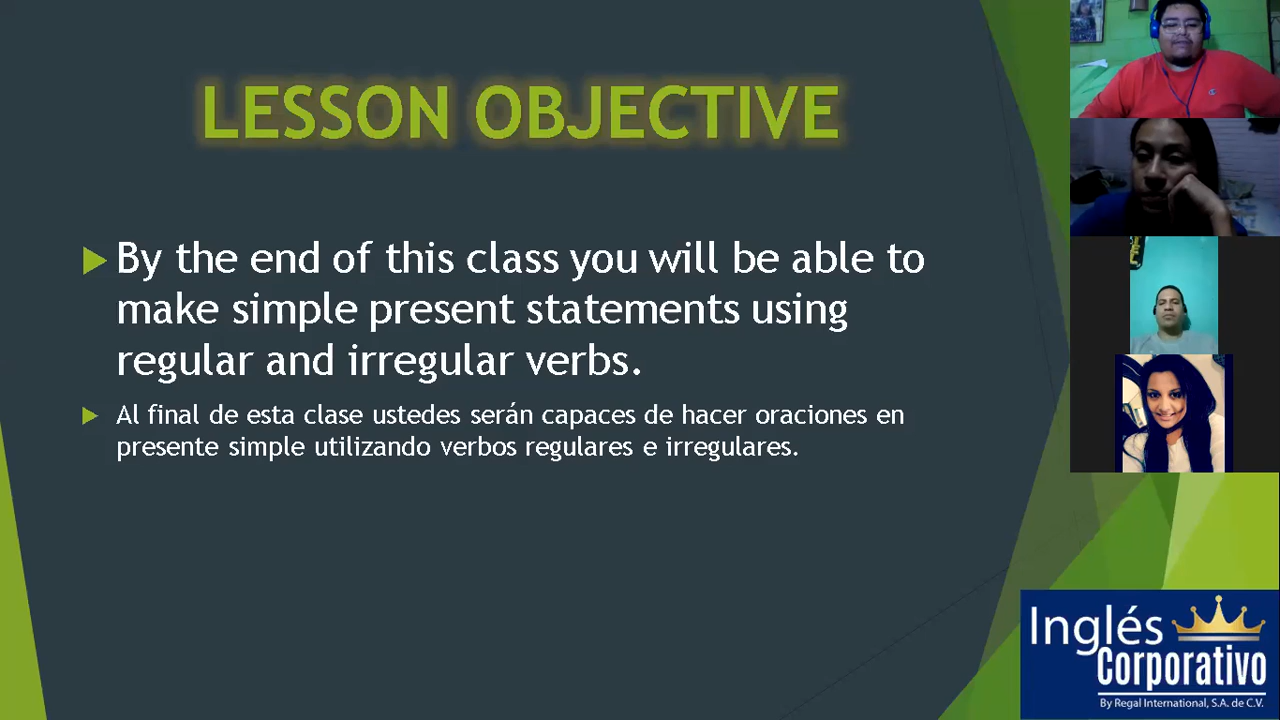 LESSON OBJECTIVE
By the end of this class you will be able to
make simple present statements using
regular and irregular verbs.
Al final de esta clase ustedes serán capaces de hacer oraciones en
presente simple utilizando verbos regulares e irregulares.
Inglés
Corporativo
By Regal International, S.A. de C.V.